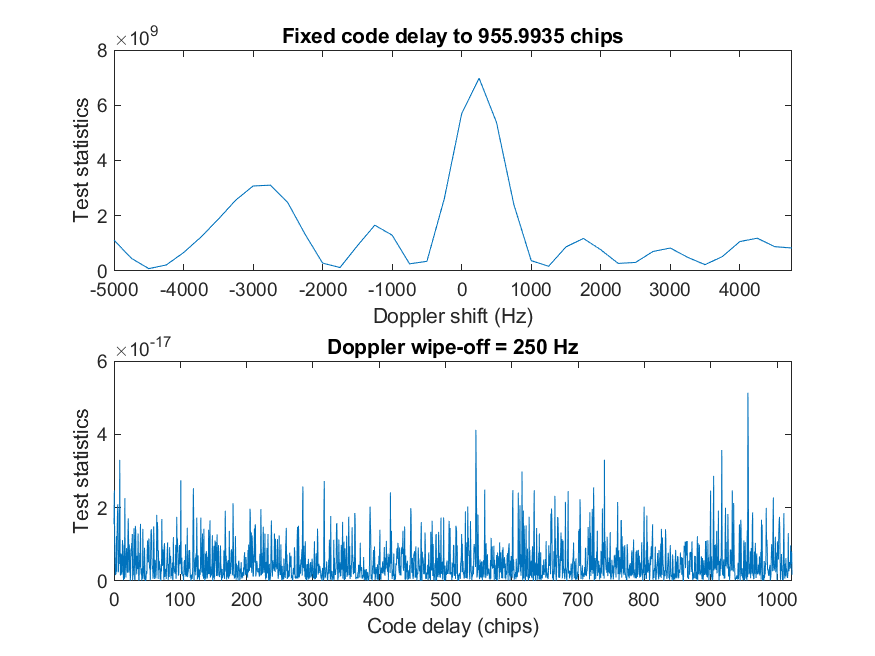 ×10^9
Fixed code delay to 955.9935 chips
8
6
4
2
0
Test statistics
-5000 -4000 -3000 -2000 -1000 0 1000 2000 3000 4000
Doppler shift (Hz)
×10^-17
Doppler wipe-off = 250 Hz
6
4
2
0
Test statistics
0 100 200 300 400 500 600 700 800 900 1000
Code delay (chips)